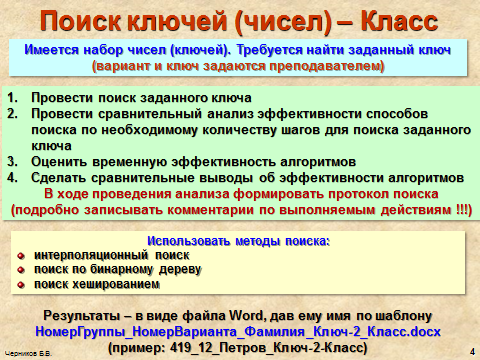 Поиск ключей (чисел) – Класс
Имеется набор чисел (ключей). Требуется найти заданный ключ
(вариант и ключ задаются преподавателем)
1. Провести поиск заданного ключа
2. Провести сравнительный анализ эффективности способов
поиска по необходимому количеству шагов для поиска заданного
ключа
3. Оценить временную эффективность алгоритмов
4. Сделать сравнительные выводы об эффективности алгоритмов
В ходе проведения анализа формировать протокол поиска
(подробно записывать комментарии по выполняемым действиям !!!)
Использовать методы поиска:
интерполяционный поиск
поиск по бинарному дереву
поиск хешированием
Результаты – в виде файла Word, дав ему имя по шаблону
НомерГруппы_НомерВарианта_Фамилия_Ключ-2_Класс.docx
(пример: 419_12_Петров_Ключ-2-Класс)
Черников Б.В.
4